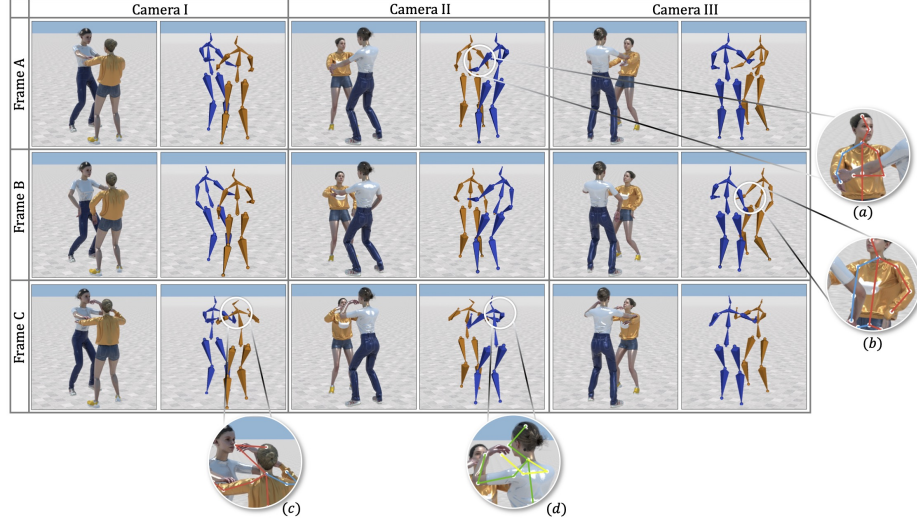 Camera I
Camera II
Camera III
Frame A
Frame B
Frame C
(a)
(b)
(c)
(d)